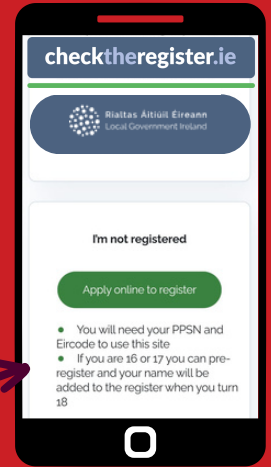 checktheregister.ie
Rialtas Áitiúil Éireann
Local Government Ireland
I'm not registered
Apply online to register
• You will need your PPSN and
Eircode to use this site
• If you are 16 or 17 you can pre-
register and your name will be
added to the register when you turn
18